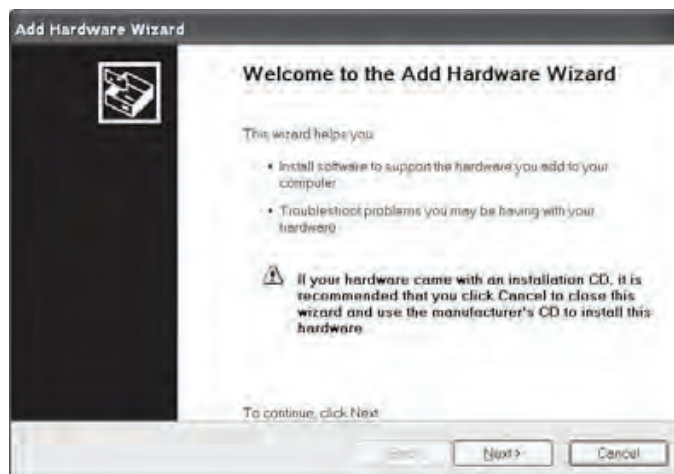 Add Hardware Wizard
Welcome to the Add Hardware Wizard
This wizard helps you
• Install software to support the hardware you add to your
computer
• Troubleshoot problems you may be having with your
hardware
If your hardware came with an installation CD, it is
recommended that you click Cancel to close this
wizard and use the manufacturer's CD to install this
hardware
To continue, click Next
Next >
Cancel